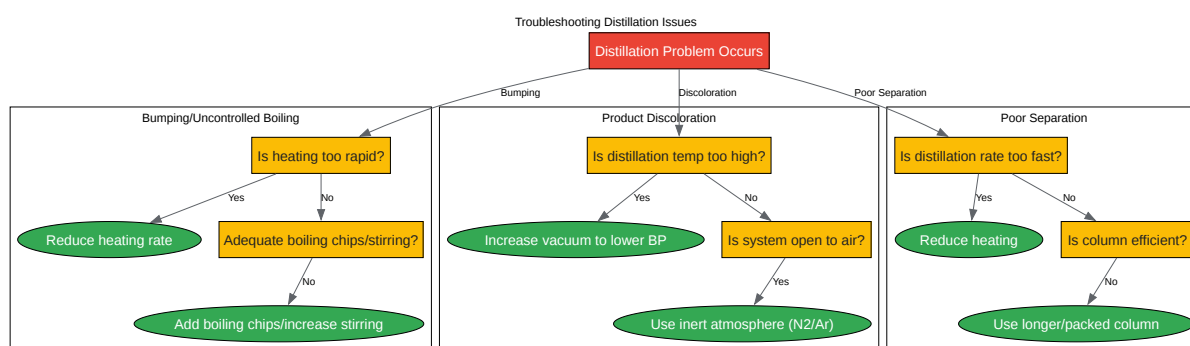 Troubleshooting Distillation Issues
Distillation Problem Occurs
Bumping
Discoloration
Poor Separation
Bumping/Uncontrolled Boiling
Product Discoloration
Poor Separation
Is heating too rapid?
Is distillation temp too high?
Is distillation rate too fast?
Yes
No
Yes
No
Yes
No
Reduce heating rate
Adequate boiling chips/stirring?
Increase vacuum to lower BP
Is system open to air?
Reduce heating
Is column efficient?
No
Yes
No
Add boiling chips/increase stirring
Use inert atmosphere (N2/Ar)
Use longer/packed column